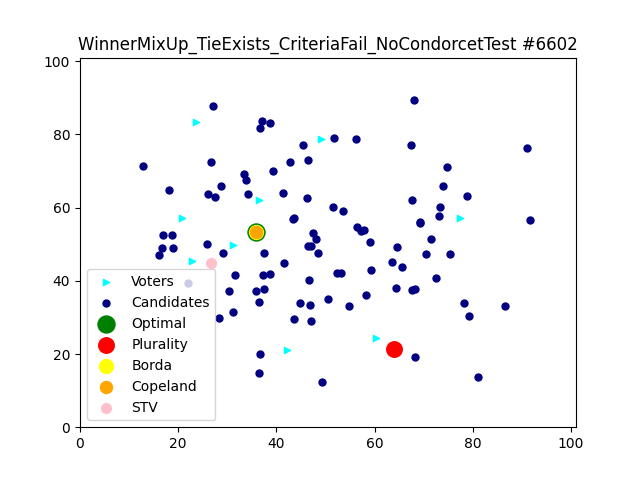 WinnerMixUp_TieExists_CriteriaFail_NoCondorcetTest #6602
100
80
60
40
20
0
Voters
Candidates
Optimal
Plurality
Borda
Copeland
STV
0 20 40 60 80 100